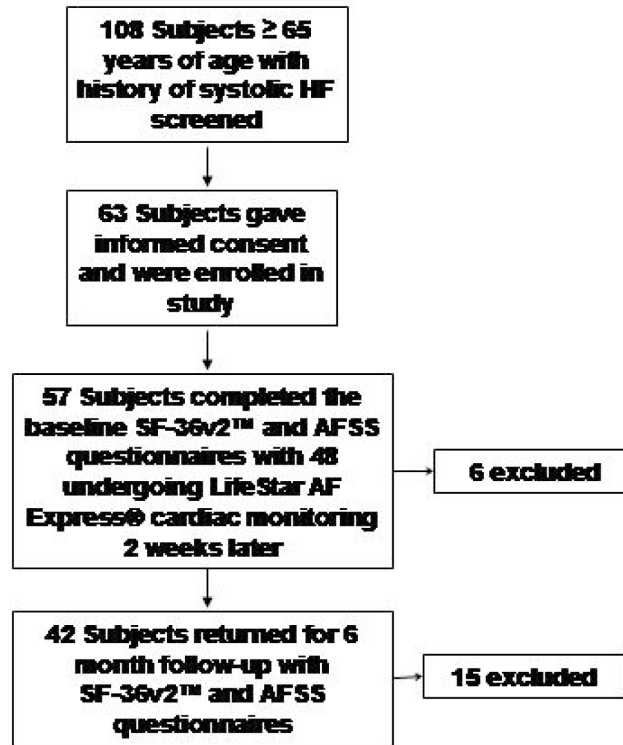 108 Subjects ≥ 65
years of age with
history of systolic HF
screened
63 Subjects gave
informed consent
and were enrolled in
study
57 Subjects completed the
baseline SF-36v2™ and AFSS
questionnaires with 48
undergoing LifeStar AF
Express® cardiac monitoring
2 weeks later
6 excluded
42 Subjects returned for 6
month follow-up with
SF-36v2™ and AFSS
questionnaires
15 excluded